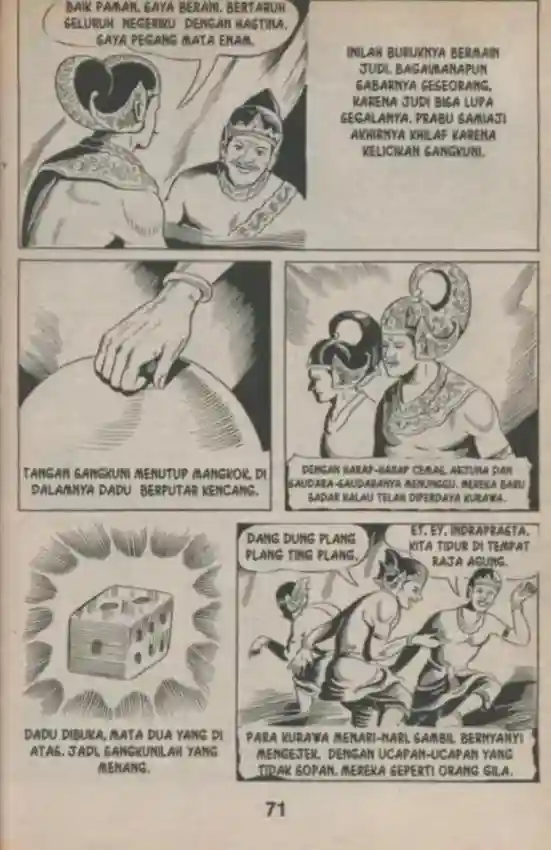 BAIK PAMAN. SAYA BERANI. BERTARUH
SELURUH NEGERIKU DENGAN HASTINA.
SAYA PEGANG MATA ENAM.
INILAH BURUKNYA BERMAIN
JUDI. BAGAIMANAPUN
SABARNYA SESEORANG,
KARENA JUDI BISA LUPA
SEGALANYA. PRABU SAMIAJI
AKHIRNYA KHILAF KARENA
KELICIKAN SANGKUNI.
TANGAN SANGKUNI MENUTUP MANGKOK. DI
DALAMNYA DADU BERPUTAR KENCANG.
DENGAN HARAP-HARAP CEMAS, ARJUNA DAN
SAUDARA-SAUDARANYA MENUNGGU. MEREKA BARU
SADAR KALAU TELAH DIPERDAYA KURAWA.
DADU DIBUKA, MATA DUA YANG DI
ATAS. JADI, SANGKUNILAH YANG
MENANG.
DANG DUNG PLANG
PLANG TING PLANG.
ET. EY. INDRAPRASTA.
KITA TIDUR DI TEMPAT
RAJA AGUNG.
PARA KURAWA MENARI-NARI, SAMBIL BERNYANYI
MENGEJEK. DENGAN UCAPAN-UCAPAN YANG
TIDAK SOPAN. MEREKA SEPERTI ORANG GILA.
71